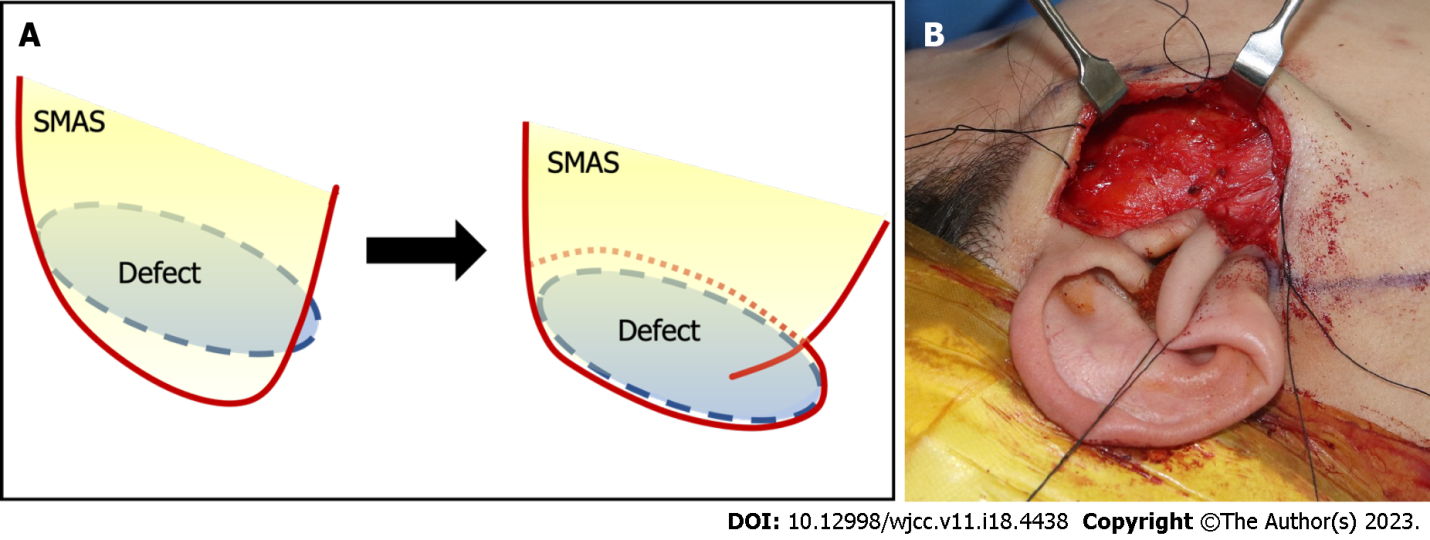 A
SMAS
Defect
SMAS
Defect
B
DOI: 10.12998/wjcc.v11.i18.4438 Copyright ©The Author(s) 2023.